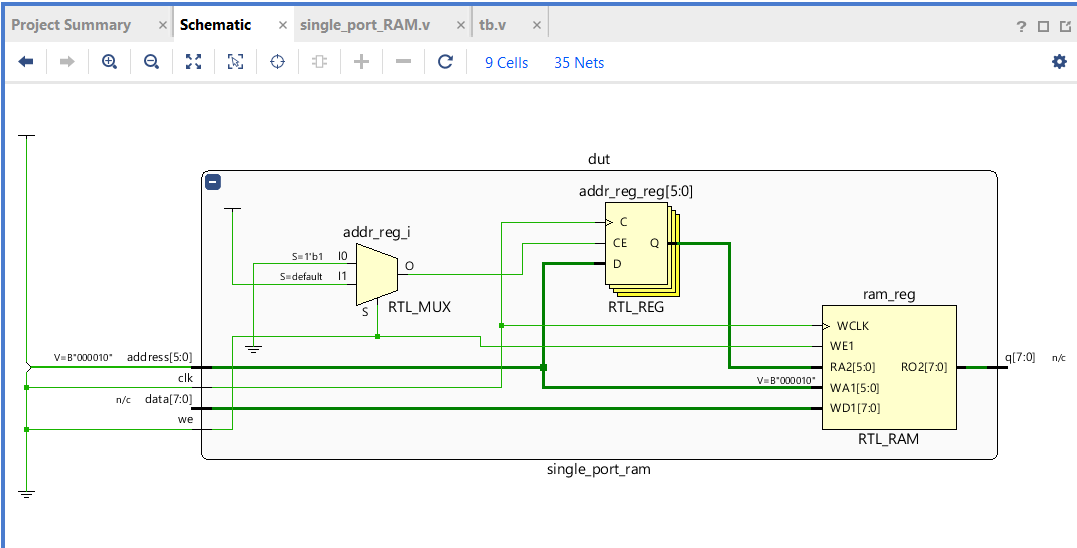 Project Summary × Schematic × single_port_RAM.v × tb.v ×
?
9 Cells 35 Nets
dut
addr_reg_reg[5:0]
C
CE Q
D
RTL_REG
addr_reg_i
S=1'b1 I0
S=default I1
O
S
RTL_MUX
ram_reg
WCLK
WE1
RA2[5:0] RO2[7:0]
V=B"000010" WA1[5:0]
WD1[7:0]
RTL_RAM
V=B"000010" address[5:0]
clk
n/c data[7:0]
we
q[7:0] n/c
single_port_ram